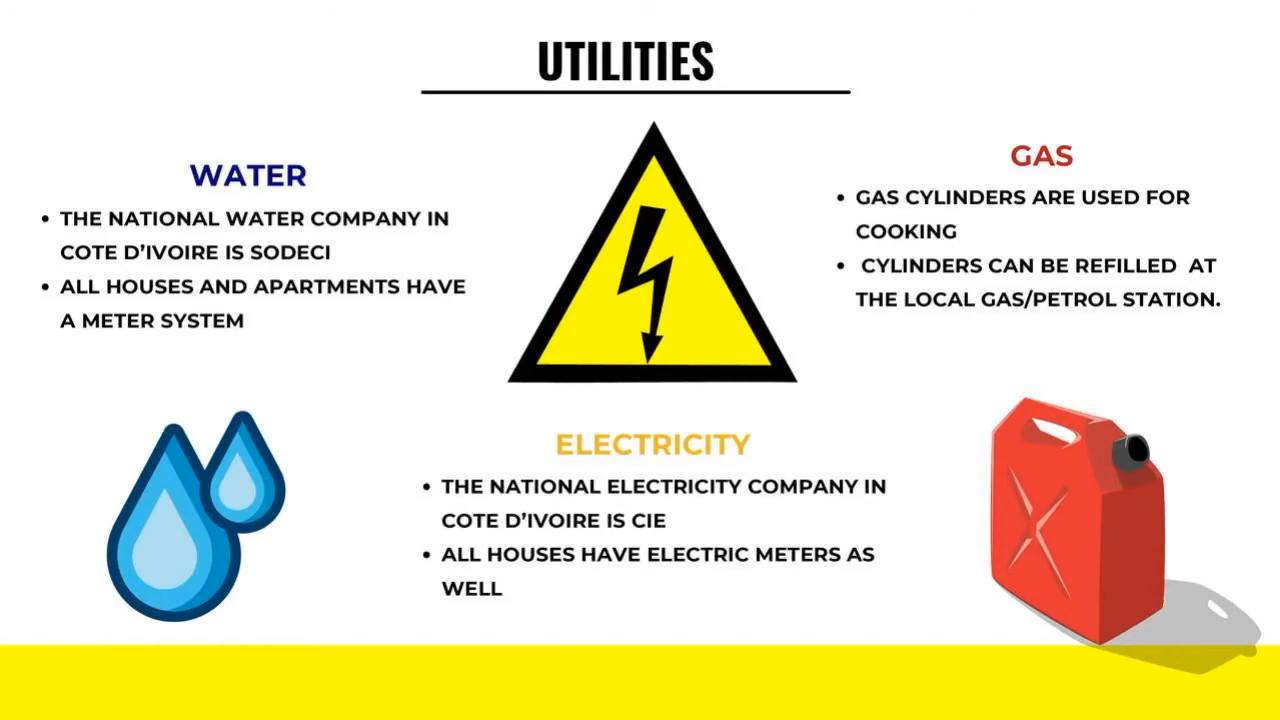 UTILITIES
WATER
• THE NATIONAL WATER COMPANY IN
COTE D'IVOIRE IS SODECI
• ALL HOUSES AND APARTMENTS HAVE
A METER SYSTEM
GAS
• GAS CYLINDERS ARE USED FOR
COOKING
• CYLINDERS CAN BE REFILLED AT
THE LOCAL GAS/PETROL STATION.
ELECTRICITY
• THE NATIONAL ELECTRICITY COMPANY IN
COTE D'IVOIRE IS CIE
• ALL HOUSES HAVE ELECTRIC METERS AS
WELL